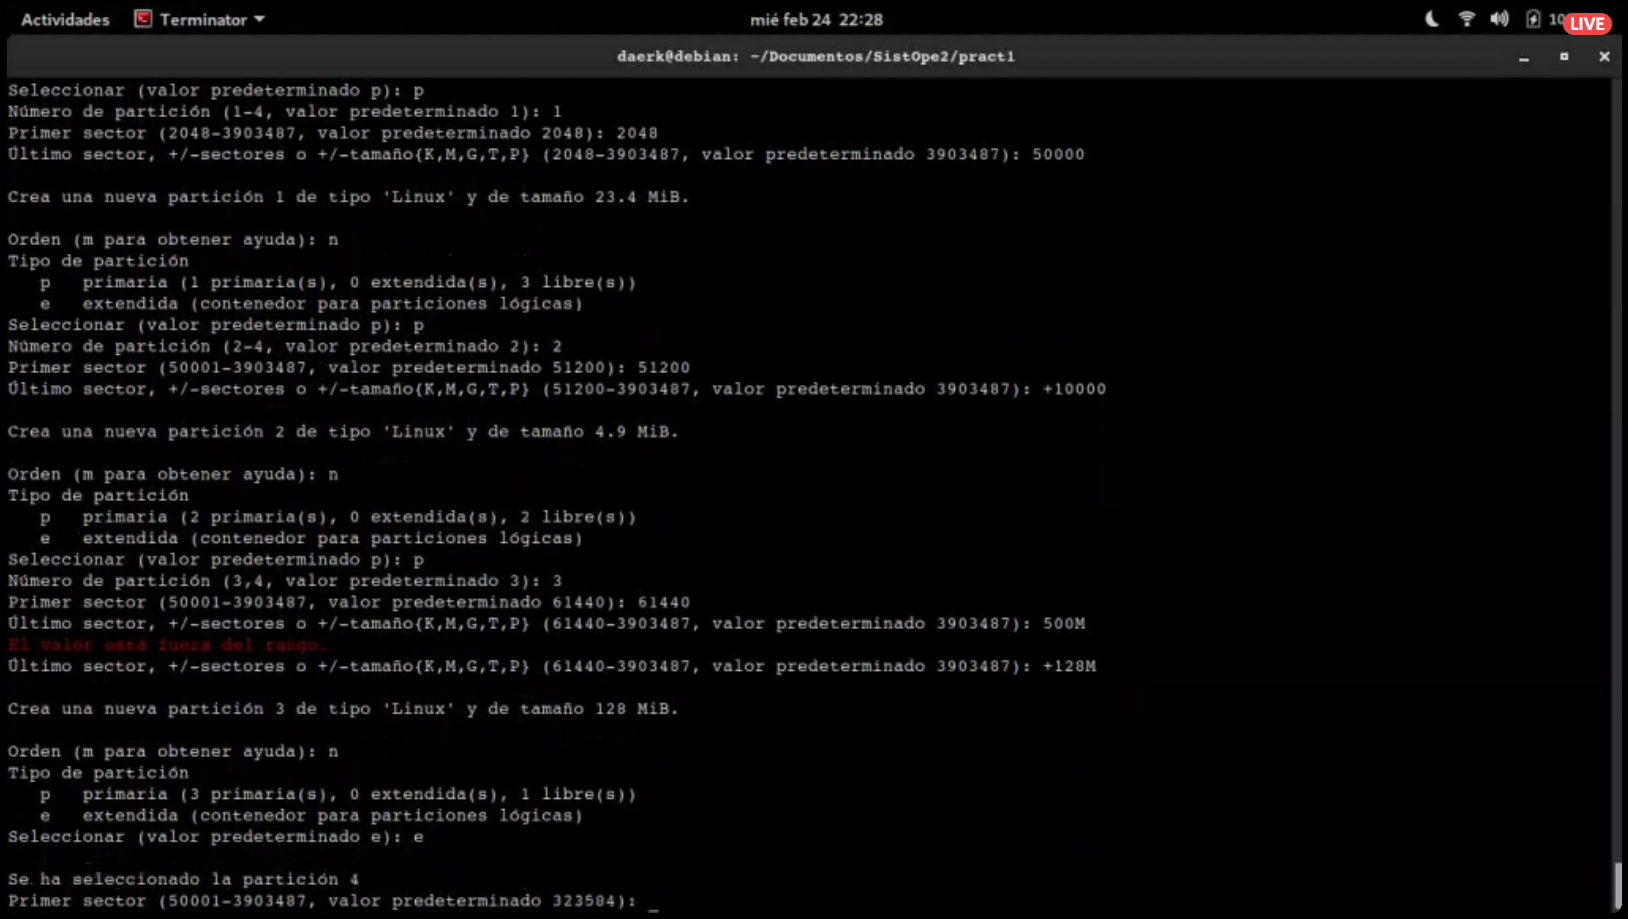 Actividades Terminator mié feb 24 22:28 LIVE
daerk@debian: ~/Documentos/SistOpe2/pract1
Seleccionar (valor predeterminado p): p
Número de partición (1-4, valor predeterminado 1): 1
Primer sector (2048-3903487, valor predeterminado 2048): 2048
Último sector, +/-sectores o +/-tamaño{K,M,G,T,P} (2048-3903487, valor predeterminado 3903487): 50000
Crea una nueva partición 1 de tipo 'Linux' y de tamaño 23.4 MiB.
Orden (m para obtener ayuda): n
Tipo de partición
p primaria (1 primaria(s), 0 extendida(s), 3 libre(s))
e extendida (contenedor para particiones lógicas)
Seleccionar (valor predeterminado p): p
Número de partición (2-4, valor predeterminado 2): 2
Primer sector (50001-3903487, valor predeterminado 51200): 51200
Último sector, +/-sectores o +/-tamaño{K,M,G,T,P} (51200-3903487, valor predeterminado 3903487): +10000
Crea una nueva partición 2 de tipo 'Linux' y de tamaño 4.9 MiB.
Orden (m para obtener ayuda): n
Tipo de partición
p primaria (2 primaria(s), 0 extendida(s), 2 libre(s))
e extendida (contenedor para particiones lógicas)
Seleccionar (valor predeterminado p): p
Número de partición (3,4, valor predeterminado 3): 3
Primer sector (50001-3903487, valor predeterminado 61440): 61440
Último sector, +/-sectores o +/-tamaño{K,M,G,T,P} (61440-3903487, valor predeterminado 3903487): 500M
El valor está fuera del rango.
Último sector, +/-sectores o +/-tamaño{K,M,G,T,P} (61440-3903487, valor predeterminado 3903487): +128M
Crea una nueva partición 3 de tipo 'Linux' y de tamaño 128 MiB.
Orden (m para obtener ayuda): n
Tipo de partición
p primaria (3 primaria(s), 0 extendida(s), 1 libre(s))
e extendida (contenedor para particiones lógicas)
Seleccionar (valor predeterminado e): e
Se ha seleccionado la partición 4
Primer sector (50001-3903487, valor predeterminado 323584): _